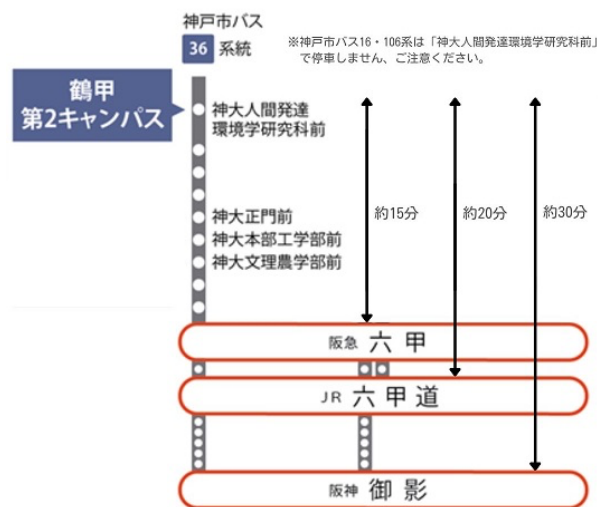 神戸市バス
36 系統
※神戸市バス16・106系は「神大人間発達環境学研究科前」
で停車しません、ご注意ください。
鶴甲
第2キャンパス
神大人間発達
環境学研究科前
神大正門前
神大本部工学部前
神大文理農学部前
約15分
約20分
約30分
阪急 六甲
JR 六甲道
阪神 御影